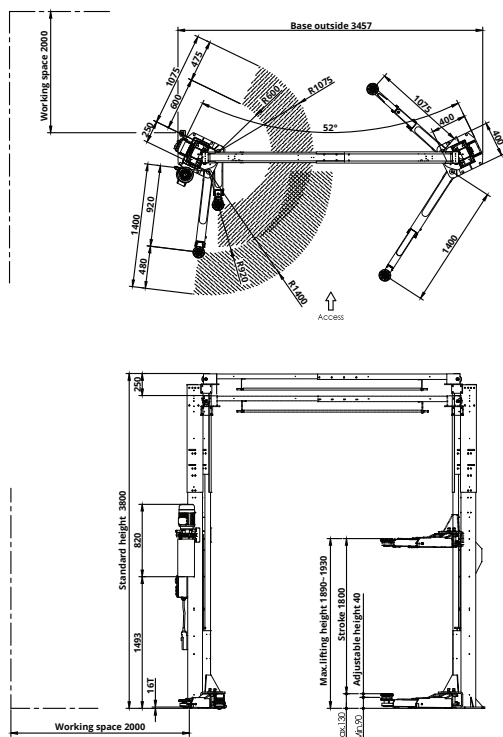 Base outside 3457
Working space 2000
1075
475
600
250
R600
R1075
52°
1075
400
400
1400
920
480
R920
R1400
1400
Access
250
Standard height 3800
820
1493
16T
Max.lifting height 1890~1930
Stroke 1800
Adjustable height 40
Working space 2000